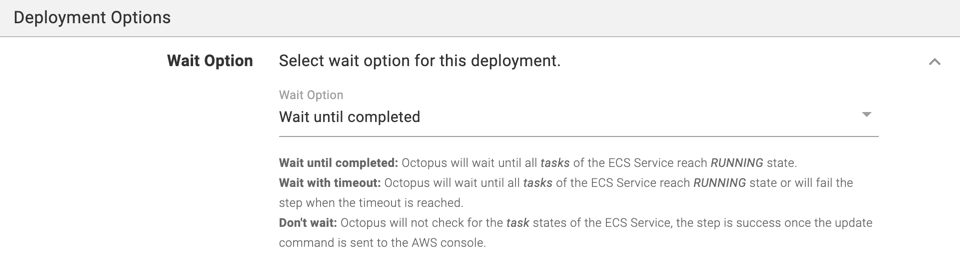 Deployment Options
Wait Option Select wait option for this deployment.
Wait Option
Wait until completed
Wait until completed: Octopus will wait until all tasks of the ECS Service reach RUNNING state.
Wait with timeout: Octopus will wait until all tasks of the ECS Service reach RUNNING state or will fail the
step when the timeout is reached.
Don't wait: Octopus will not check for the task states of the ECS Service, the step is success once the update
command is sent to the AWS console.